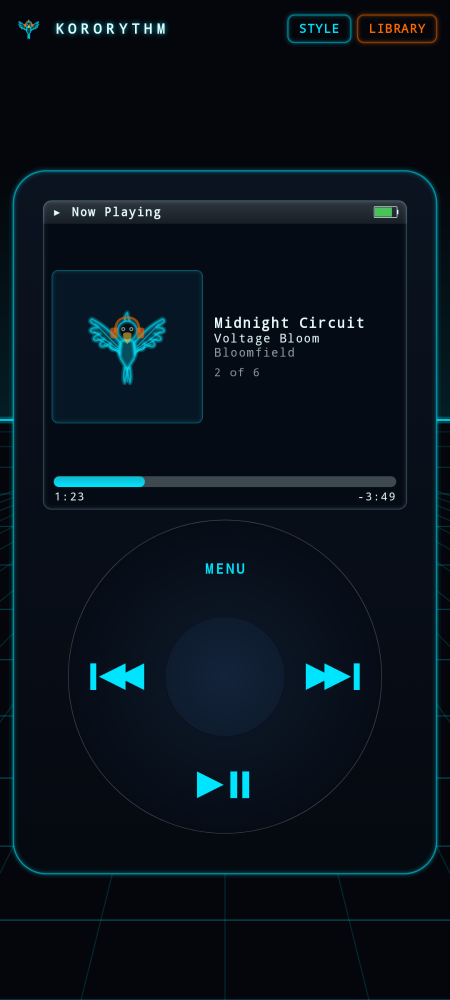 KORORYTHM
STYLE
LIBRARY
Now Playing
Midnight Circuit
Voltage Bloom
Bloomfield
2 of 6
1:23
-3:49
MENU